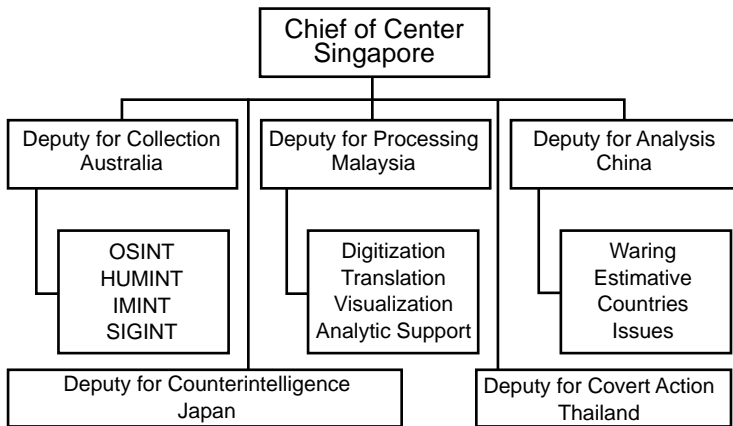 Chief of Center
Singapore
Deputy for Collection
Australia
Deputy for Processing
Malaysia
Deputy for Analysis
China
OSINT
HUMINT
IMINT
SIGINT
Digitization
Translation
Visualization
Analytic Support
Waring
Estimative
Countries
Issues
Deputy for Counterintelligence
Japan
Deputy for Covert Action
Thailand